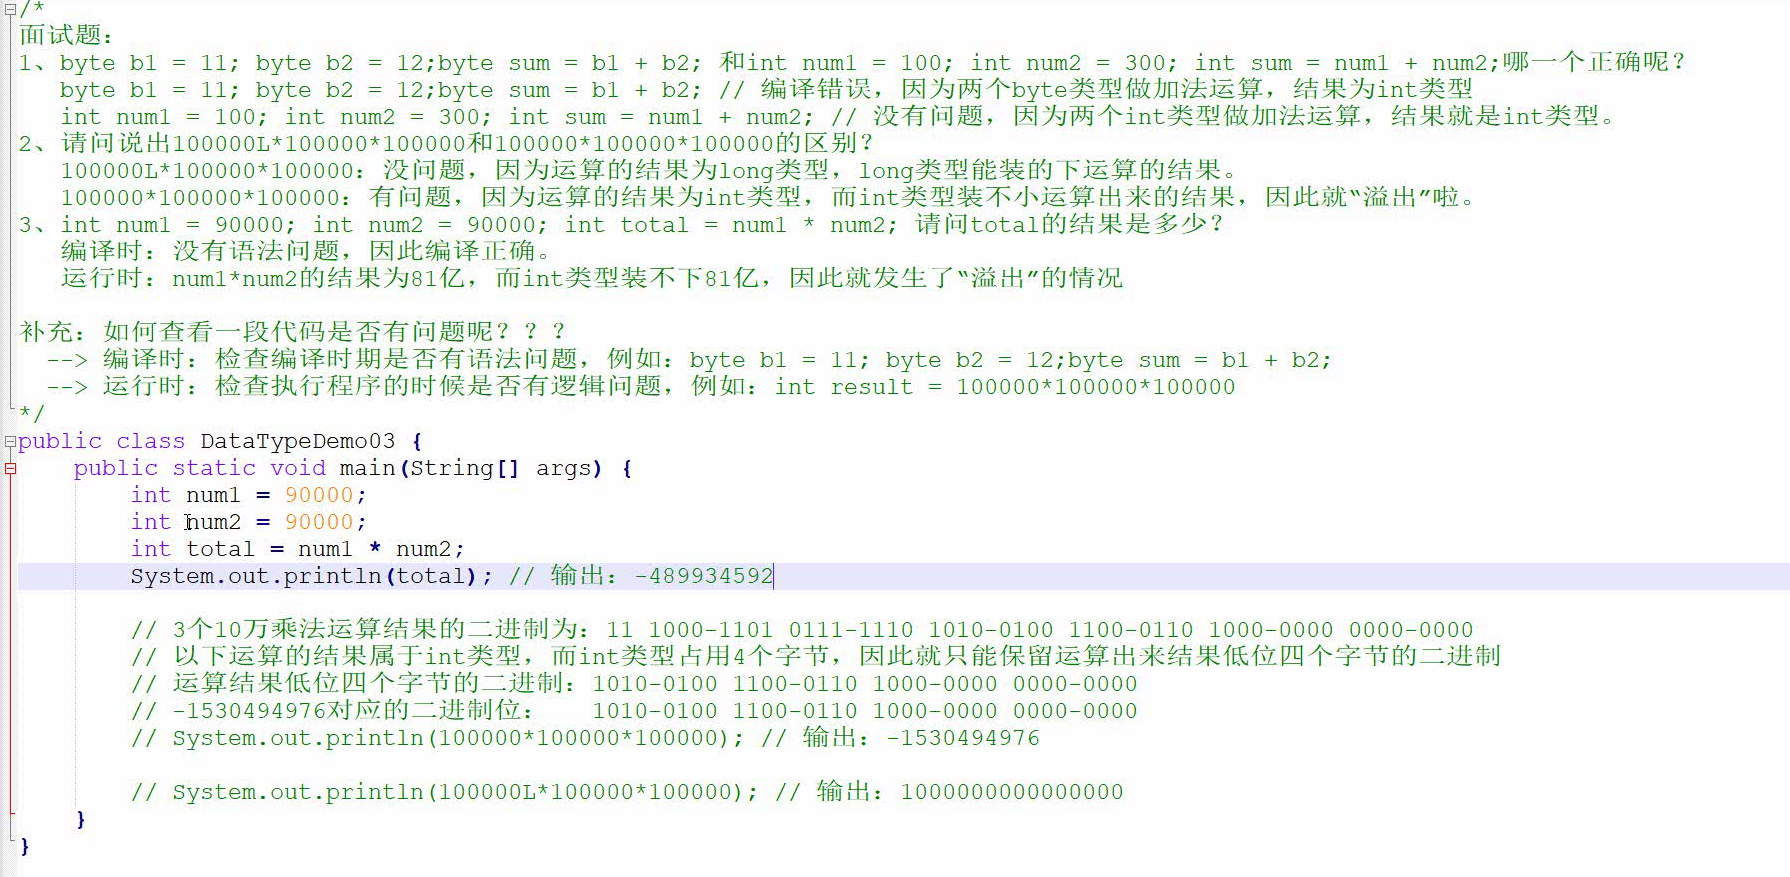 /*
面试题：
1、byte b1 = 11; byte b2 = 12;byte sum = b1 + b2; 和int num1 = 100; int num2 = 300; int sum = num1 + num2;哪一个正确呢？
byte b1 = 11; byte b2 = 12;byte sum = b1 + b2; // 编译错误，因为两个byte类型做加法运算，结果为int类型
int num1 = 100; int num2 = 300; int sum = num1 + num2; // 没有问题，因为两个int类型做加法运算，结果就是int类型。
2、请问说出100000L*100000*100000和100000*100000*100000的区别？
100000L*100000*100000：没问题，因为运算的结果为long类型，long类型能装的下运算的结果。
100000*100000*100000：有问题，因为运算的结果为int类型，而int类型装不小运算出来的结果，因此就“溢出”啦。
3、int num1 = 90000; int num2 = 90000; int total = num1 * num2; 请问total的结果是多少？
编译时：没有语法问题，因此编译正确。
运行时：num1*num2的结果为81亿，而int类型装不下81亿，因此就发生了“溢出”的情况
补充：如何查看一段代码是否有问题呢？？？
--> 编译时：检查编译时期是否有语法问题，例如：byte b1 = 11; byte b2 = 12;byte sum = b1 + b2;
--> 运行时：检查执行程序的时候是否有逻辑问题，例如：int result = 100000*100000*100000
*/
public class DataTypeDemo03 {
public static void main(String[] args) {
int num1 = 90000;
int num2 = 90000;
int total = num1 * num2;
System.out.println(total); // 输出：-489934592
// 3个10万乘法运算结果的二进制为：11 1000-1101 0111-1110 1010-0100 1100-0110 1000-0000 0000-0000
// 以下运算的结果属于int类型，而int类型占用4个字节，因此就只能保留运算出来结果低位四个字节的二进制
// 运算结果低位四个字节的二进制：1010-0100 1100-0110 1000-0000 0000-0000
// -1530494976对应的二进制位： 1010-0100 1100-0110 1000-0000 0000-0000
// System.out.println(100000*100000*100000); // 输出：-1530494976
// System.out.println(100000L*100000*100000); // 输出：1000000000000000
}
}